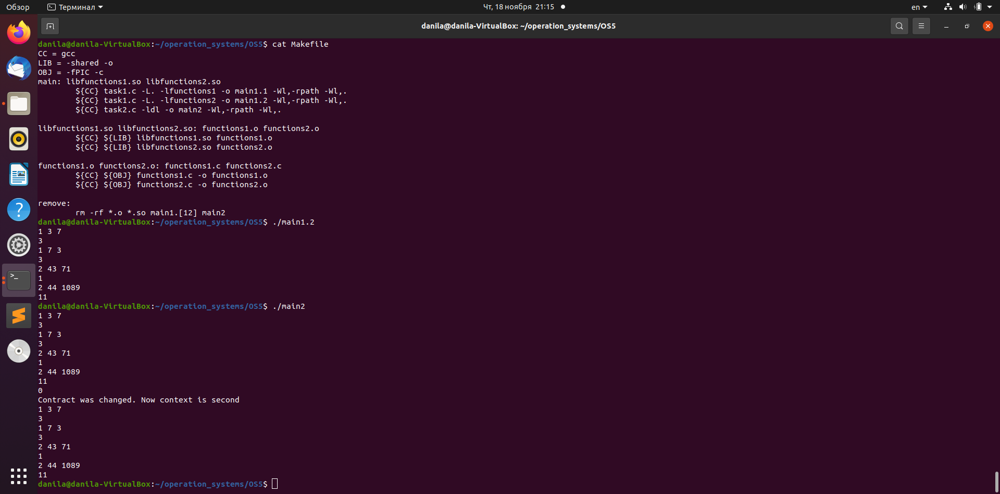 Обзор Терминал Чт, 18 ноября 21:15 en
danila@danila-VirtualBox: ~/operation_systems/OS5
danila@danila-VirtualBox:~/operation_systems/OS5$ cat Makefile
CC = gcc
LIB = -shared -o
OBJ = -fPIC -c
main: libfunctions1.so libfunctions2.so
        ${CC} task1.c -L. -lfunctions1 -o main1.1 -Wl,-rpath -Wl,.
        ${CC} task1.c -L. -lfunctions2 -o main1.2 -Wl,-rpath -Wl,.
        ${CC} task2.c -ldl -o main2 -Wl,-rpath -Wl,.
libfunctions1.so libfunctions2.so: functions1.o functions2.o
        ${CC} ${LIB} libfunctions1.so functions1.o
        ${CC} ${LIB} libfunctions2.so functions2.o
functions1.o functions2.o: functions1.c functions2.c
        ${CC} ${OBJ} functions1.c -o functions1.o
        ${CC} ${OBJ} functions2.c -o functions2.o
remove:
        rm -rf *.o *.so main1.[12] main2
danila@danila-VirtualBox:~/operation_systems/OS5$ ./main1.2
1 3 7
3
1 7 3
3
2 43 71
1
2 44 1089
11
danila@danila-VirtualBox:~/operation_systems/OS5$ ./main2
1 3 7
3
1 7 3
3
2 43 71
1
2 44 1089
11
0
Contract was changed. Now context is second
1 3 7
3
1 7 3
3
2 43 71
1
2 44 1089
11
danila@danila-VirtualBox:~/operation_systems/OS5$